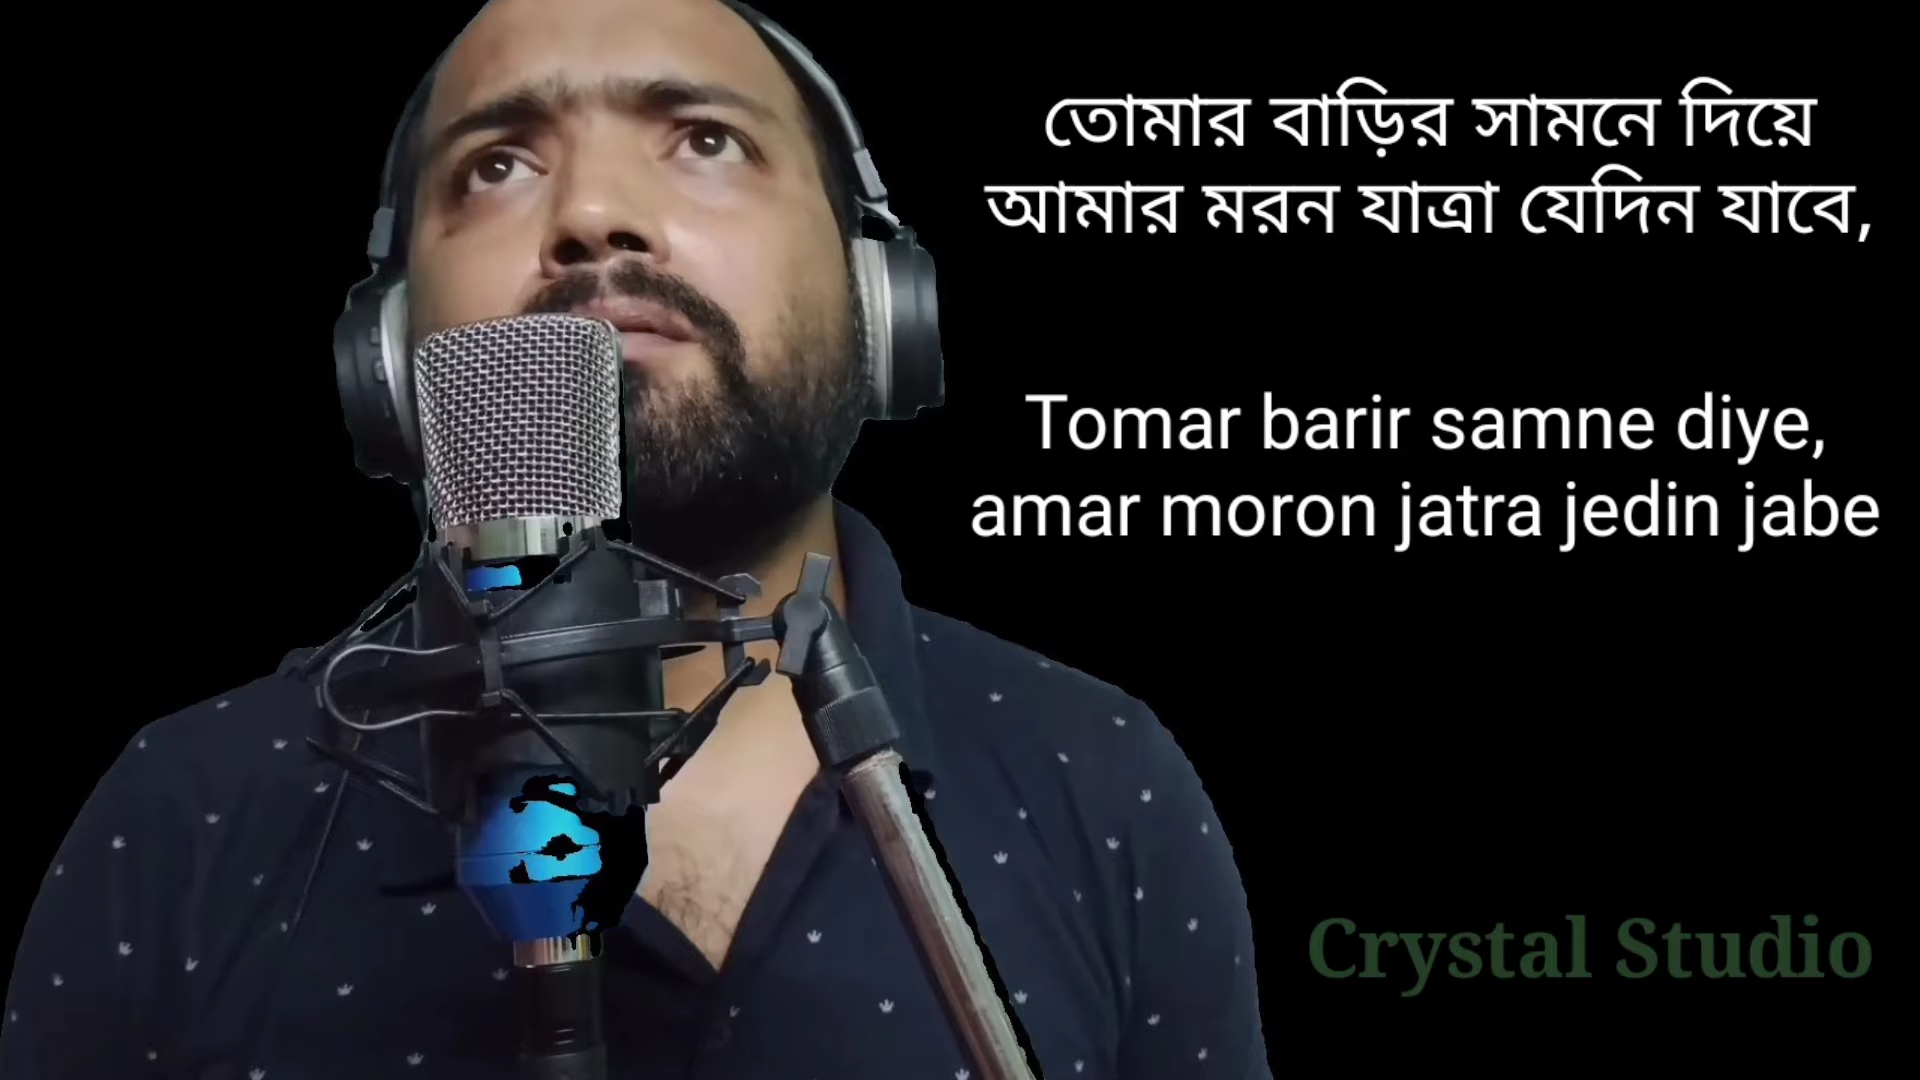 তোমার বাড়ির সামনে দিয়ে
আমার মরন যাত্রা যেদিন যাবে,
Tomar barir samne diye,
amar moron jatra jedin jabe
Crystal Studio